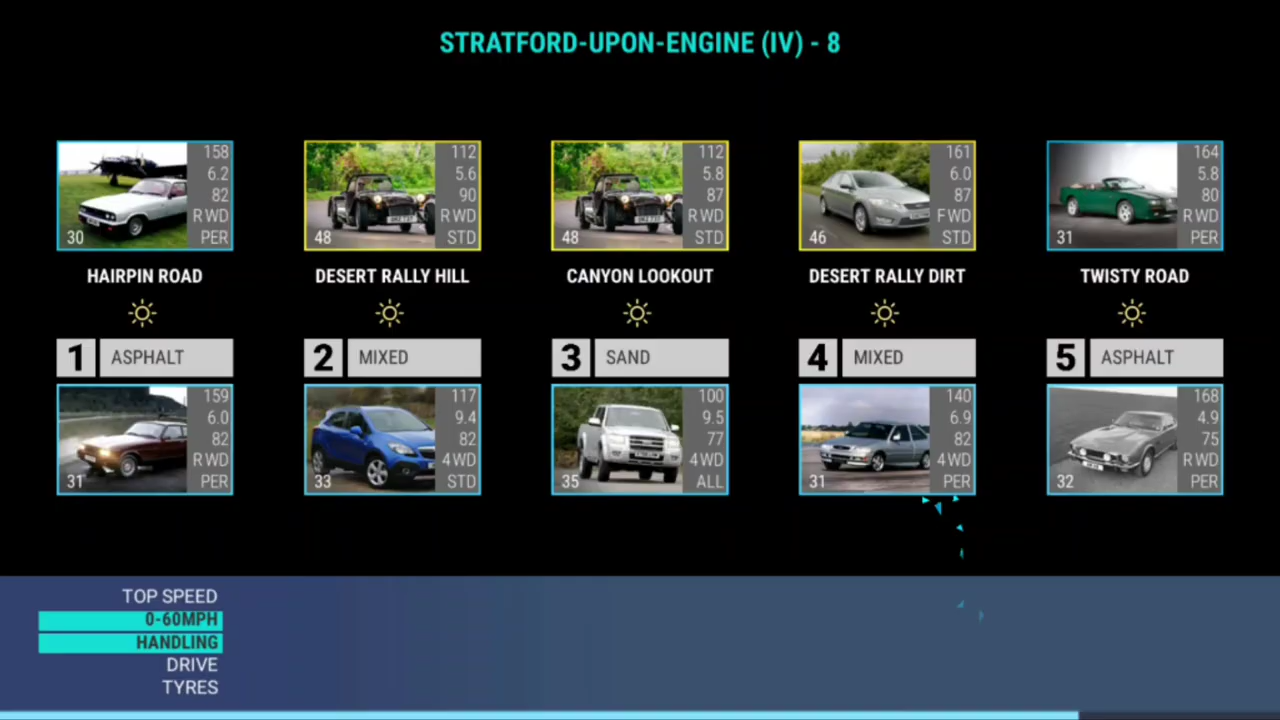 STRATFORD-UPON-ENGINE (IV) - 8
158
6.2
82
RWD
PER
30
112
5.6
90
RWD
STD
48
112
5.8
87
RWD
STD
48
161
6.0
87
FWD
STD
46
164
5.8
80
RWD
PER
31
HAIRPIN ROAD
DESERT RALLY HILL
CANYON LOOKOUT
DESERT RALLY DIRT
TWISTY ROAD
1 ASPHALT
2 MIXED
3 SAND
4 MIXED
5 ASPHALT
159
6.0
82
RWD
PER
31
117
9.4
82
4WD
STD
33
100
9.5
77
4WD
ALL
35
140
6.9
82
4WD
PER
31
168
4.9
75
RWD
PER
32
TOP SPEED
0-60MPH
HANDLING
DRIVE
TYRES